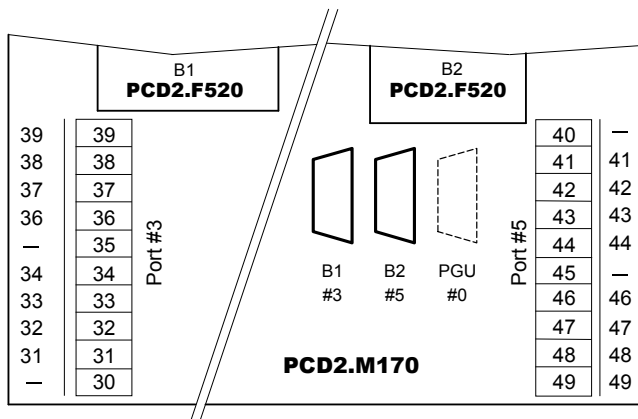 B1
PCD2.F520
B2
PCD2.F520
39 39
38 38
37 37
36 36
— 35
34 34
33 33
32 32
31 31
— 30
Port #3
B1
#3
B2
#5
PGU
#0
PCD2.M170
Port #5
40 —
41 41
42 42
43 43
44 44
45 —
46 46
47 47
48 48
49 49